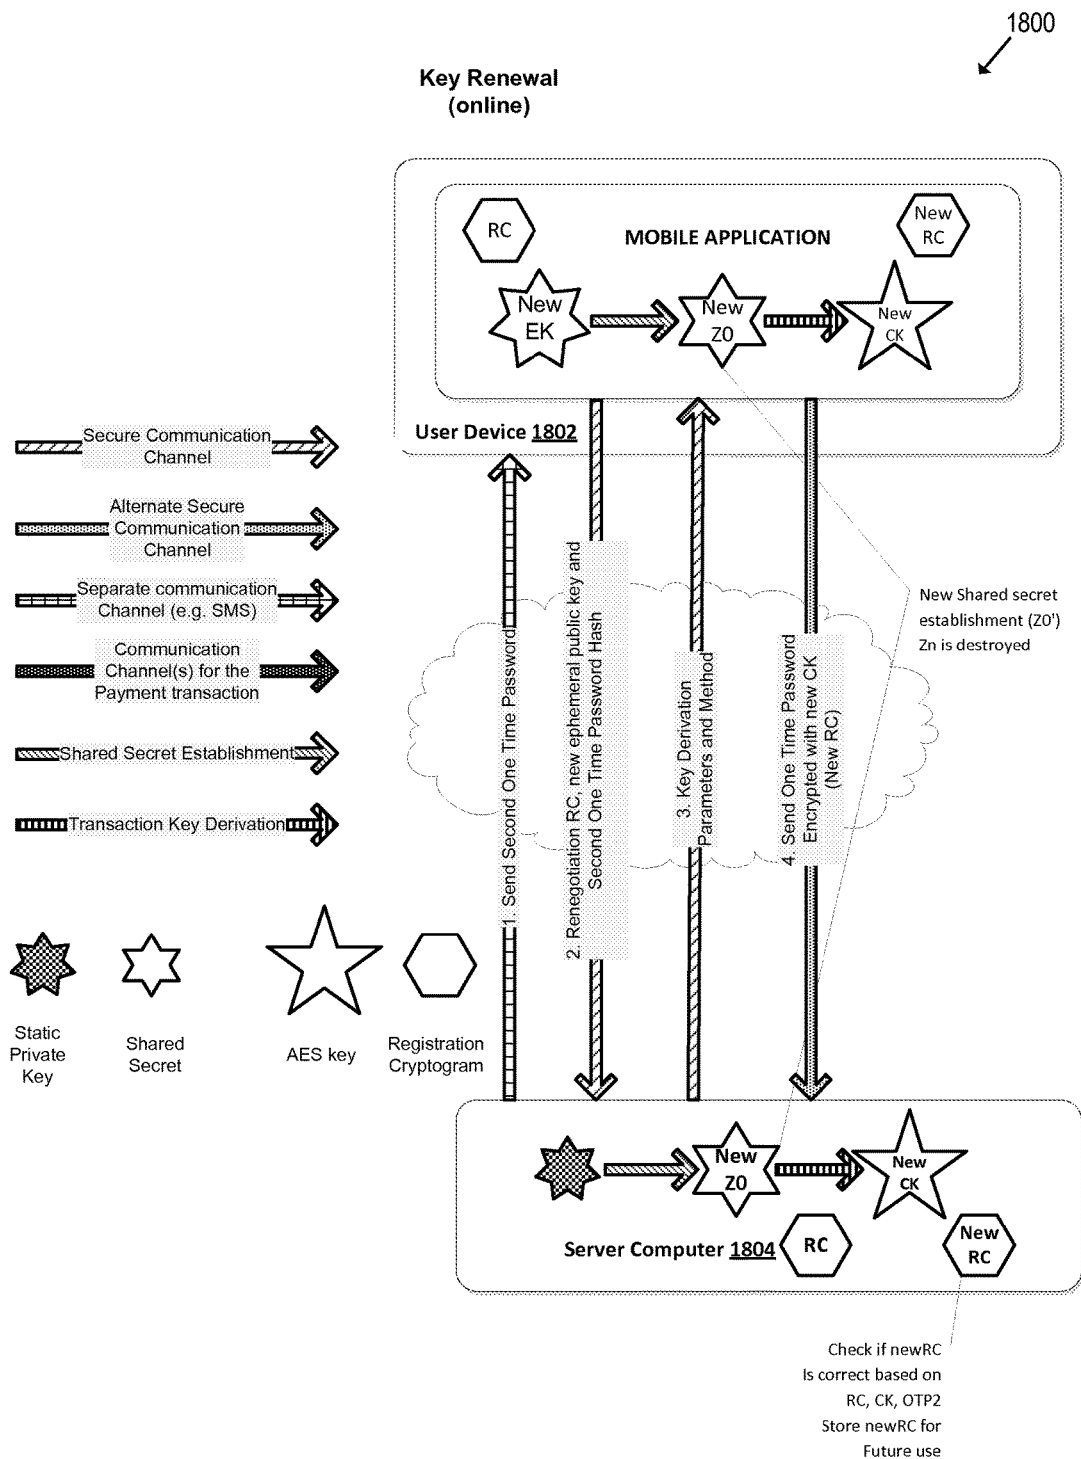 1800
Key Renewal
(online)
RC
MOBILE APPLICATION
New
RC
New
EK
New
Z0
New
CK
User Device 1802
Secure Communication
Channel
Alternate Secure
Communication
Channel
Separate communication
Channel (e.g. SMS)
Communication
Channel(s) for the
Payment transaction
Shared Secret Establishment
Transaction Key Derivation
1. Send Second One Time Password
2. Renegotiation RC, new ephemeral public key and
Second One Time Password Hash
3. Key Derivation
Parameters and Method
4. Send One Time Password
Encrypted with new CK
(New RC)
New Shared secret
establishment (Z0')
Zn is destroyed
Static
Private
Key
Shared
Secret
AES key
Registration
Cryptogram
New
Z0
New
CK
Server Computer 1804
RC
New
RC
Check if newRC
Is correct based on
RC, CK, OTP2
Store newRC for
Future use